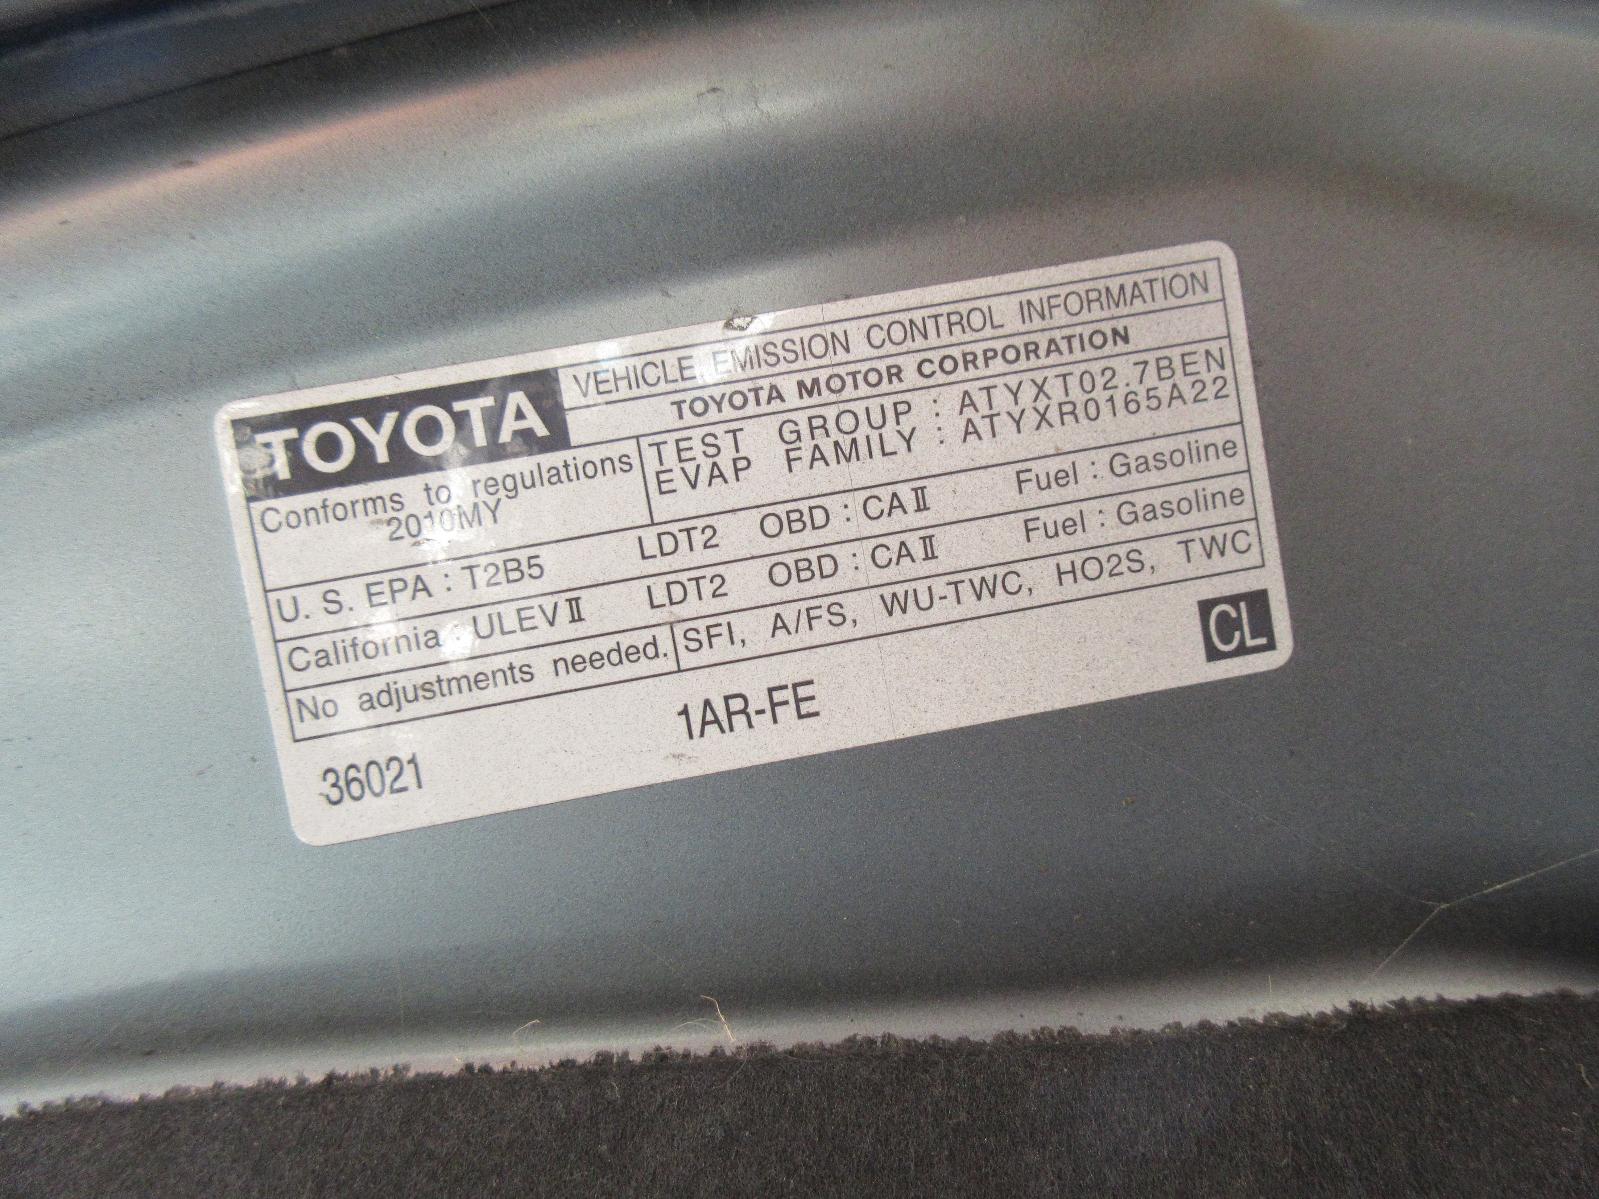 TOYOTA
VEHICLE EMISSION CONTROL INFORMATION
TOYOTA MOTOR CORPORATION
Conforms to regulations
2010MY
TEST GROUP : ATYXT02.7BEN
EVAP FAMILY : ATYXR0165A22
U. S. EPA : T2B5 LDT2 OBD : CAⅡ Fuel : Gasoline
California : ULEVⅡ LDT2 OBD : CAⅡ Fuel : Gasoline
No adjustments needed. SFI, A/FS, WU-TWC, HO2S, TWC
36021 1AR-FE CL